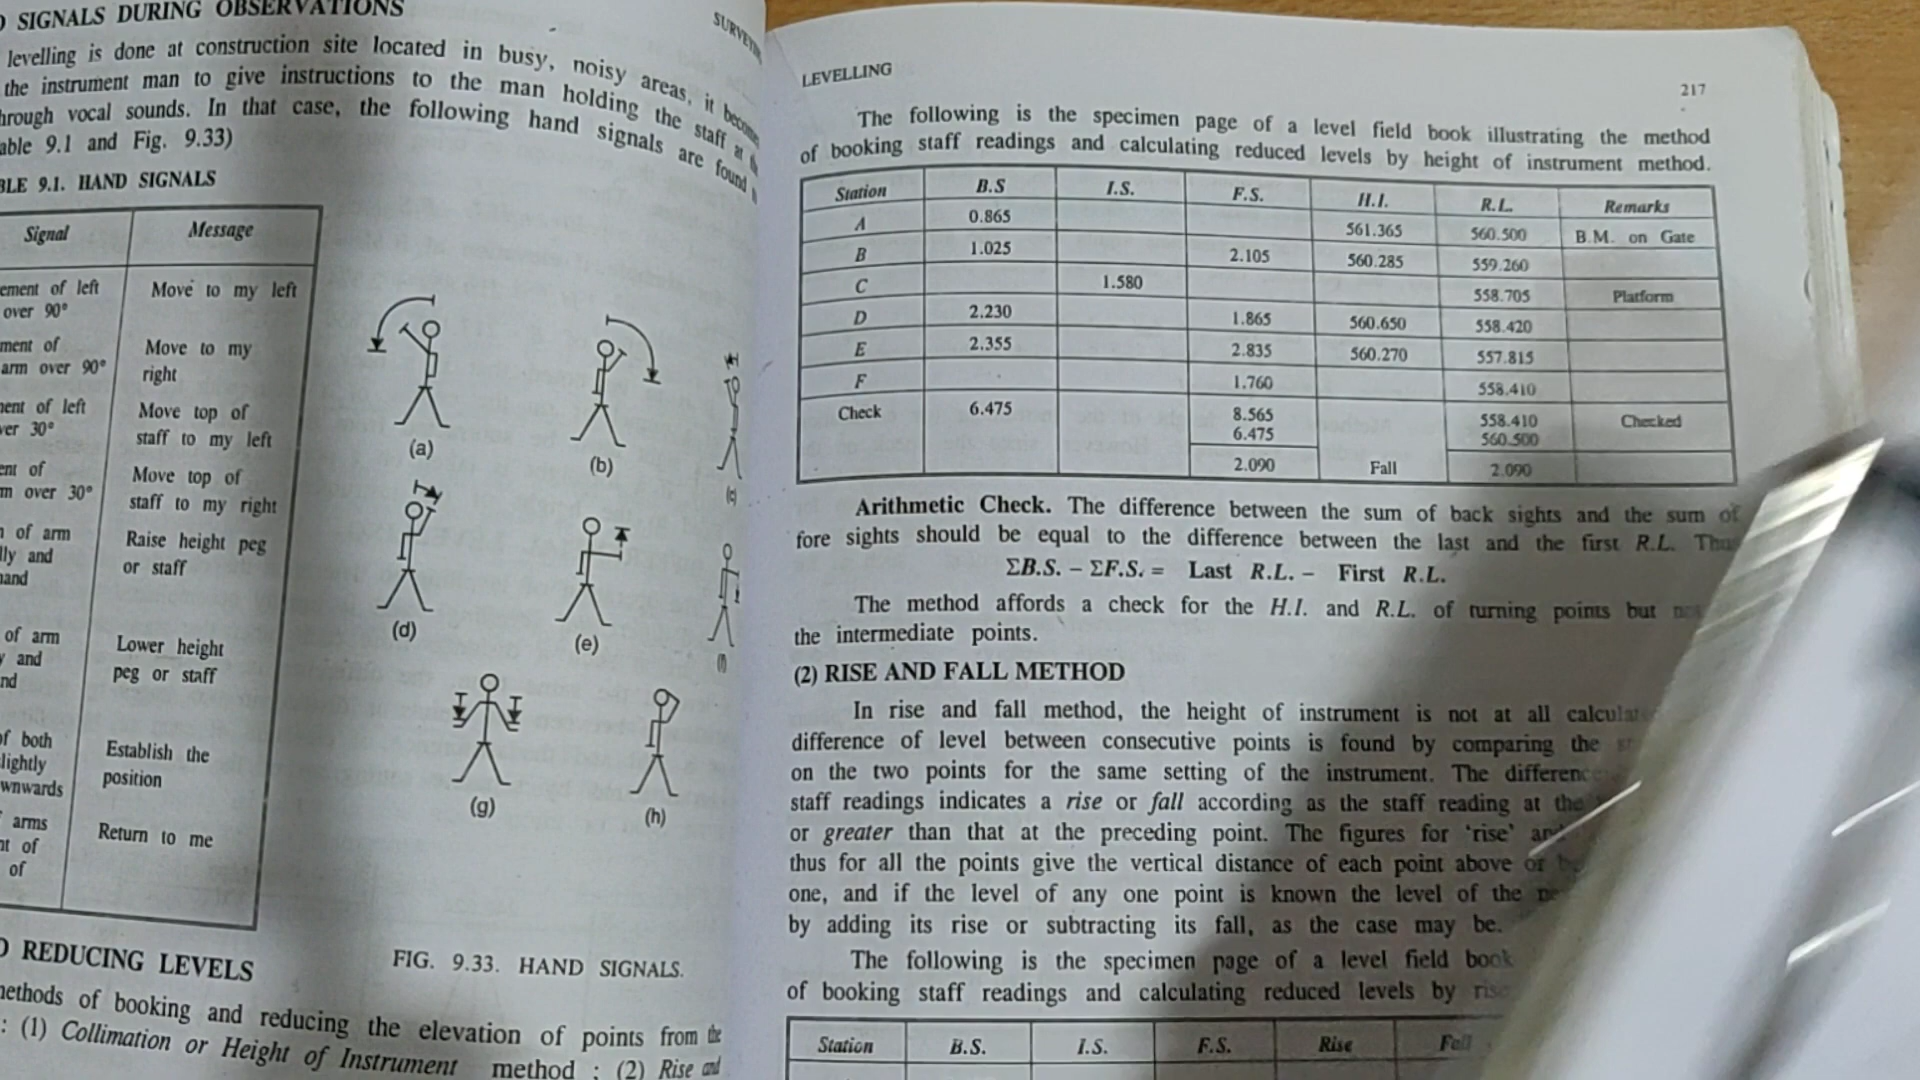 SIGNALS DURING OBSERVATIONS
levelling is done at construction site located in busy, noisy areas, it
the instrument man to give instructions to the man holding the staff at
vocal sounds. In that case, the following hand signals are found
9.1 and Fig. 9.33)
9.1. HAND SIGNALS
Signal Message
of left Move to my left
over 90°
of Move to my
arm over 90° right
of left Move top of
30° staff to my left
of Move top of
over 30° staff to my right
of arm Raise height peg
and or staff
of arm Lower height
and peg or staff
of both Establish the
position
arms Return to me
of
of
(a)
(b)
(c)
(d)
(e)
(f)
(g)
(h)
FIG. 9.33. HAND SIGNALS.
REDUCING LEVELS
of booking and reducing the elevation of points from the
: (1) Collimation or Height of Instrument method ; (2) Rise and
LEVELLING 217
The following is the specimen page of a level field book illustrating the method
of booking staff readings and calculating reduced levels by height of instrument method.
Station B.S I.S. F.S. H.I. R.L. Remarks
A 0.865 561.365 560.500 B.M. on Gate
B 1.025 2.105 560.285 559.260
C 1.580 558.705 Platform
D 2.230 1.865 560.650 558.420
E 2.355 2.835 560.270 557.815
F 1.760 558.410
Check 6.475 8.565 558.410 Checked
6.475 560.500
2.090 Fall 2.090
Arithmetic Check. The difference between the sum of back sights and the sum of
fore sights should be equal to the difference between the last and the first R.L.
ΣB.S. − ΣF.S. = Last R.L. − First R.L.
The method affords a check for the H.I. and R.L. of turning points but
the intermediate points.
(2) RISE AND FALL METHOD
In rise and fall method, the height of instrument is not at all
difference of level between consecutive points is found by comparing the
on the two points for the same setting of the instrument. The
staff readings indicates a rise or fall according as the staff reading at the
or greater than that at the preceding point. The figures for 'rise'
thus for all the points give the vertical distance of each point above or
one, and if the level of any one point is known the level of the
by adding its rise or subtracting its fall, as the case may be.
The following is the specimen page of a level field book
of booking staff readings and calculating reduced levels by
Station B.S. I.S. F.S. Rise Fall